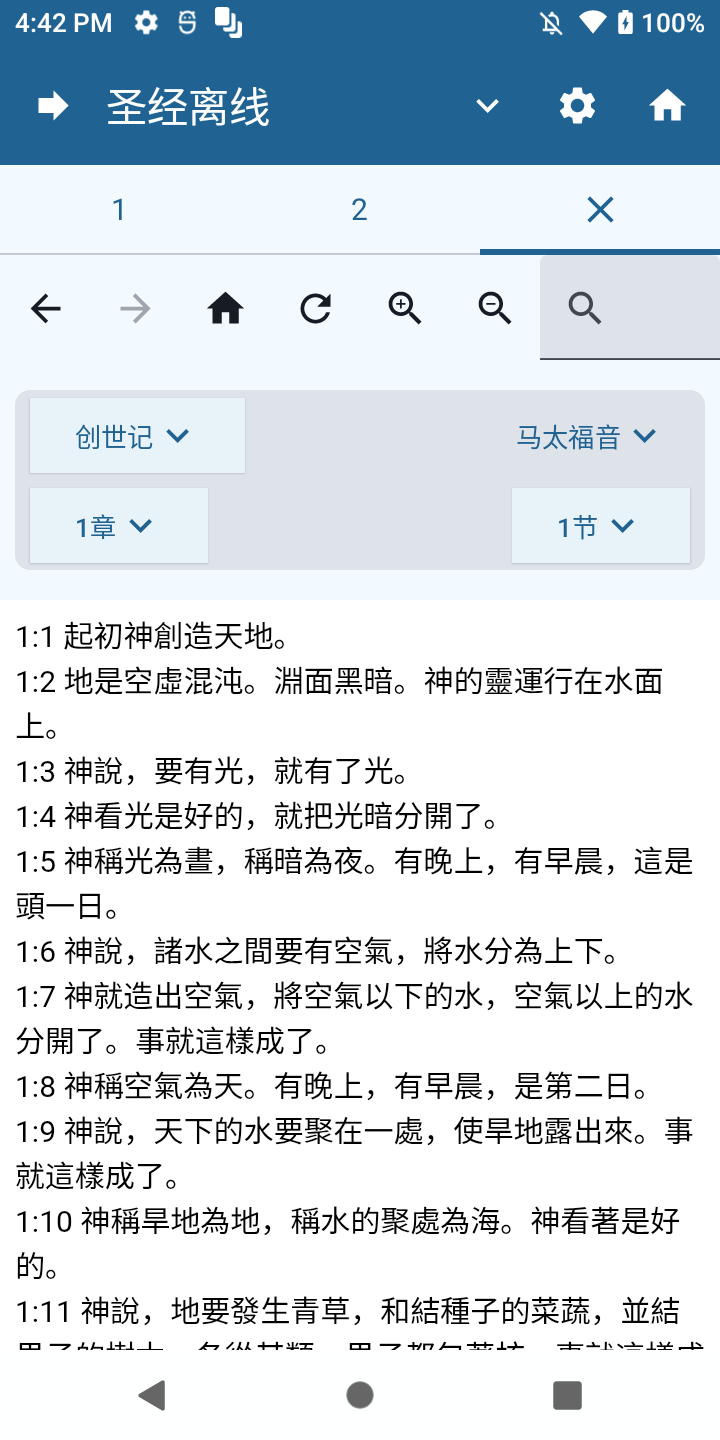 4:42 PM
100%
圣经离线
1
2
创世记
马太福音
1章
1节
1:1 起初神創造天地。
1:2 地是空虛混沌。淵面黑暗。神的靈運行在水面
上。
1:3 神說，要有光，就有了光。
1:4 神看光是好的，就把光暗分開了。
1:5 神稱光為晝，稱暗為夜。有晚上，有早晨，這是
頭一日。
1:6 神說，諸水之間要有空氣，將水分為上下。
1:7 神就造出空氣，將空氣以下的水，空氣以上的水
分開了。事就這樣成了。
1:8 神稱空氣為天。有晚上，有早晨，是第二日。
1:9 神說，天下的水要聚在一處，使旱地露出來。事
就這樣成了。
1:10 神稱旱地為地，稱水的聚處為海。神看著是好
的。
1:11 神說，地要發生青草，和結種子的菜蔬，並結